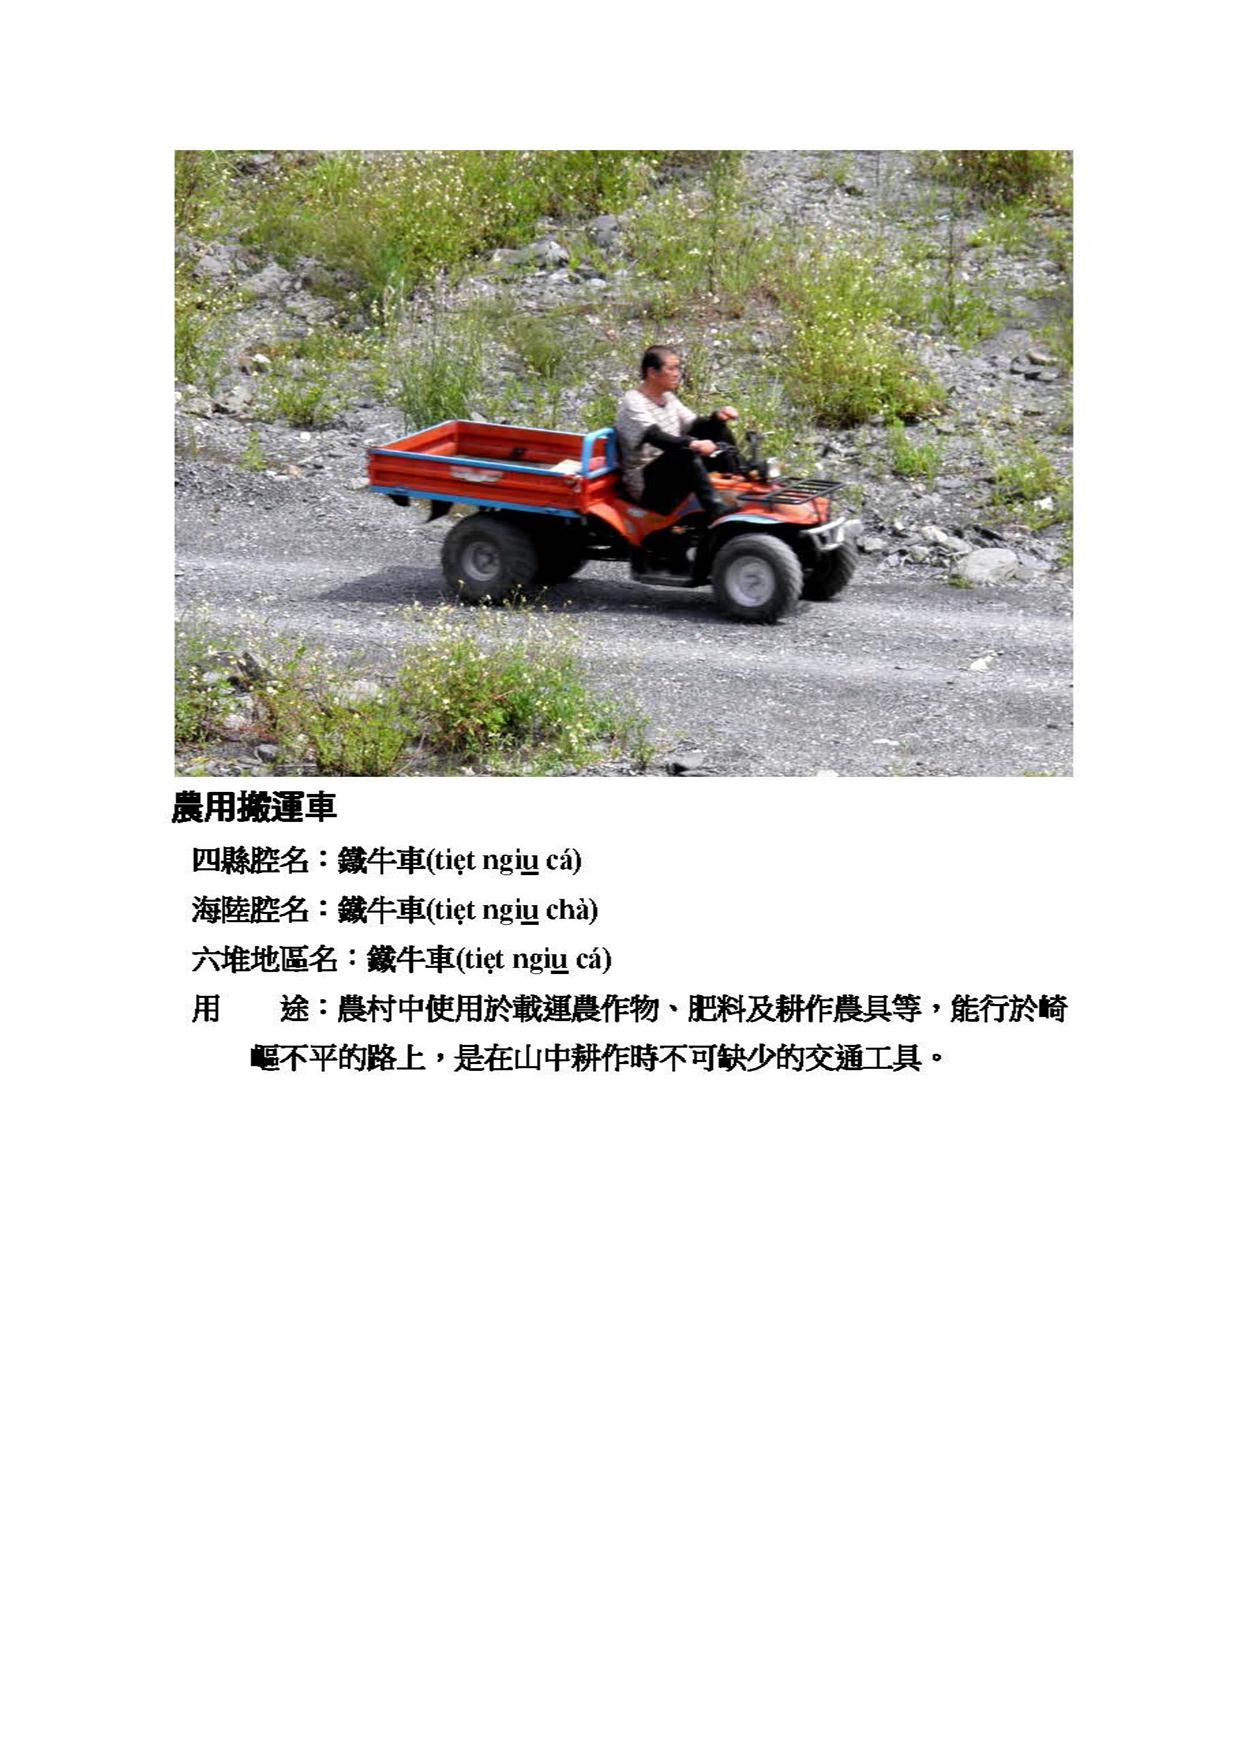 農用搬運車
四縣腔名：鐵牛車(tiẹt ngiu̲ cá)
海陸腔名：鐵牛車(tiẹt ngiu̲ chà)
六堆地區名：鐵牛車(tiẹt ngiu̲ cá)
用　　途：農村中使用於載運農作物、肥料及耕作農具等，能行於崎
嶇不平的路上，是在山中耕作時不可缺少的交通工具。